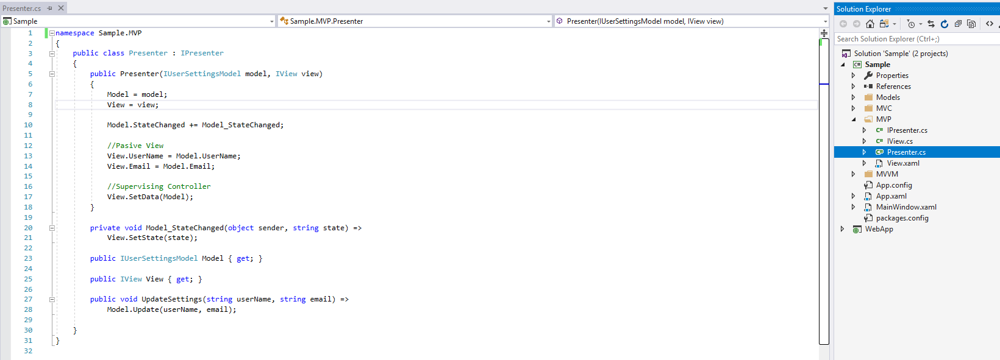 Presenter.cs
Sample
Sample.MVP.Presenter
Presenter(IUserSettingsModel model, IView view)
1 namespace Sample.MVP
2 {
3 public class Presenter : IPresenter
4 {
5 public Presenter(IUserSettingsModel model, IView view)
6 {
7 Model = model;
8 View = view;
9
10 Model.StateChanged += Model_StateChanged;
11
12 //Pasive View
13 View.UserName = Model.UserName;
14 View.Email = Model.Email;
15
16 //Supervising Controller
17 View.SetData(Model);
18 }
19
20 private void Model_StateChanged(object sender, string state) =>
21 View.SetState(state);
22
23 public IUserSettingsModel Model { get; }
24
25 public IView View { get; }
26
27 public void UpdateSettings(string userName, string email) =>
28 Model.Update(userName, email);
29
30 }
31 }
32
Solution Explorer
Search Solution Explorer (Ctrl+;)
Solution 'Sample' (2 projects)
C# Sample
Properties
References
Models
MVC
MVP
C# IPresenter.cs
C# IView.cs
C# Presenter.cs
View.xaml
MVVM
App.config
App.xaml
MainWindow.xaml
packages.config
WebApp